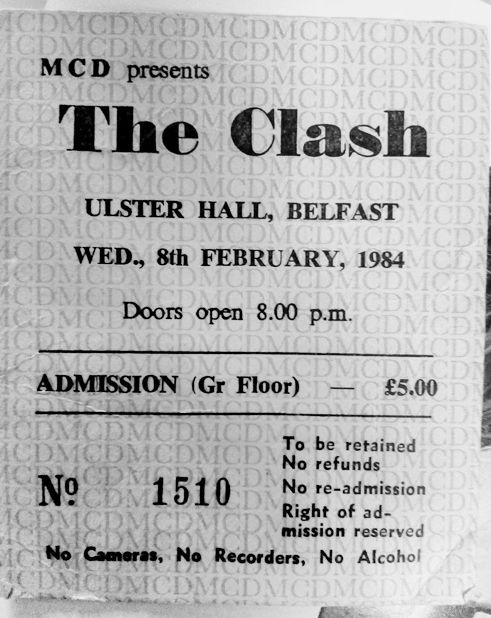 MCD presents
The Clash
ULSTER HALL, BELFAST
WED., 8th FEBRUARY, 1984
Doors open 8.00 p.m.
ADMISSION (Gr Floor) — £5.00
To be retained
No refunds
Nº 1510 No re-admission
Right of ad-
mission reserved
No Cameras, No Recorders, No Alcohol